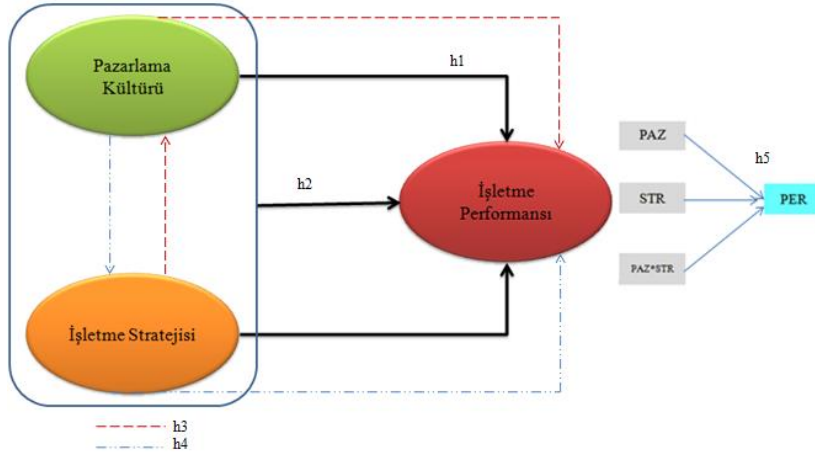 Pazarlama
Kültürü
h1
h2
İşletme
Performansı
İşletme Stratejisi
h3
h4
PAZ
STR
PAZ*STR
h5
PER